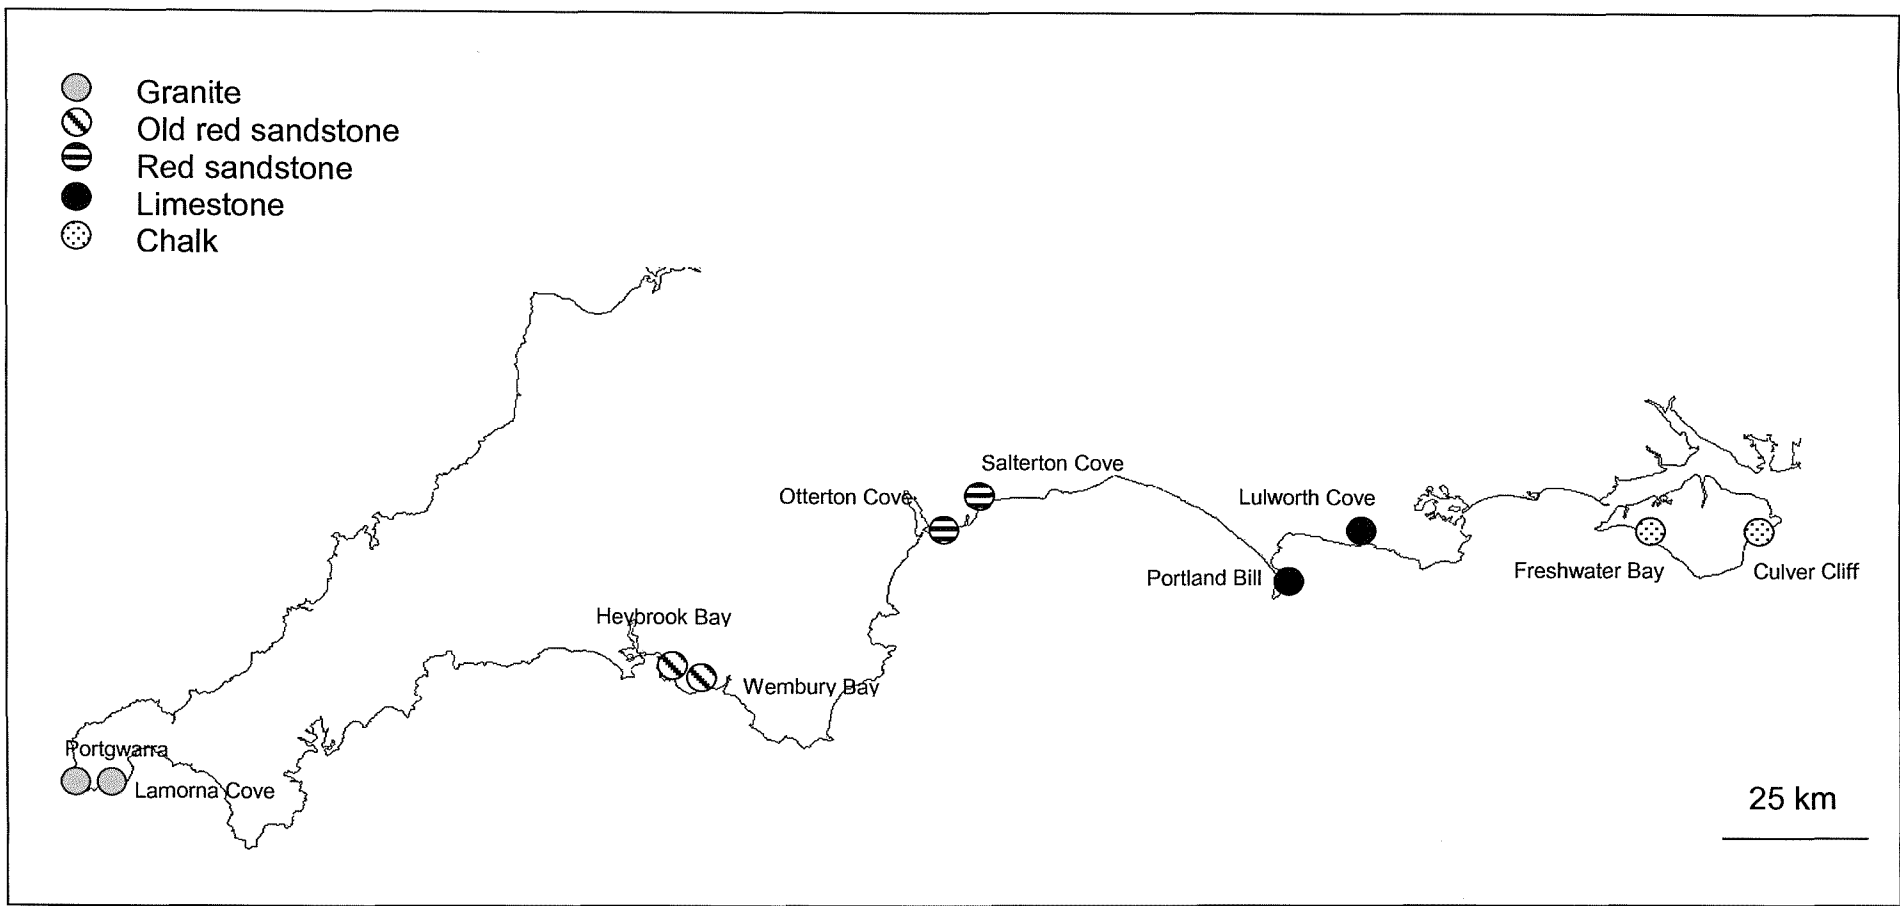 Granite
Old red sandstone
Red sandstone
Limestone
Chalk
Salterton Cove
Otterton Cove
Lulworth Cove
Portland Bill
Freshwater Bay
Culver Cliff
Heybrook Bay
Wembury Bay
Portgwarra
Lamorna Cove
25 km